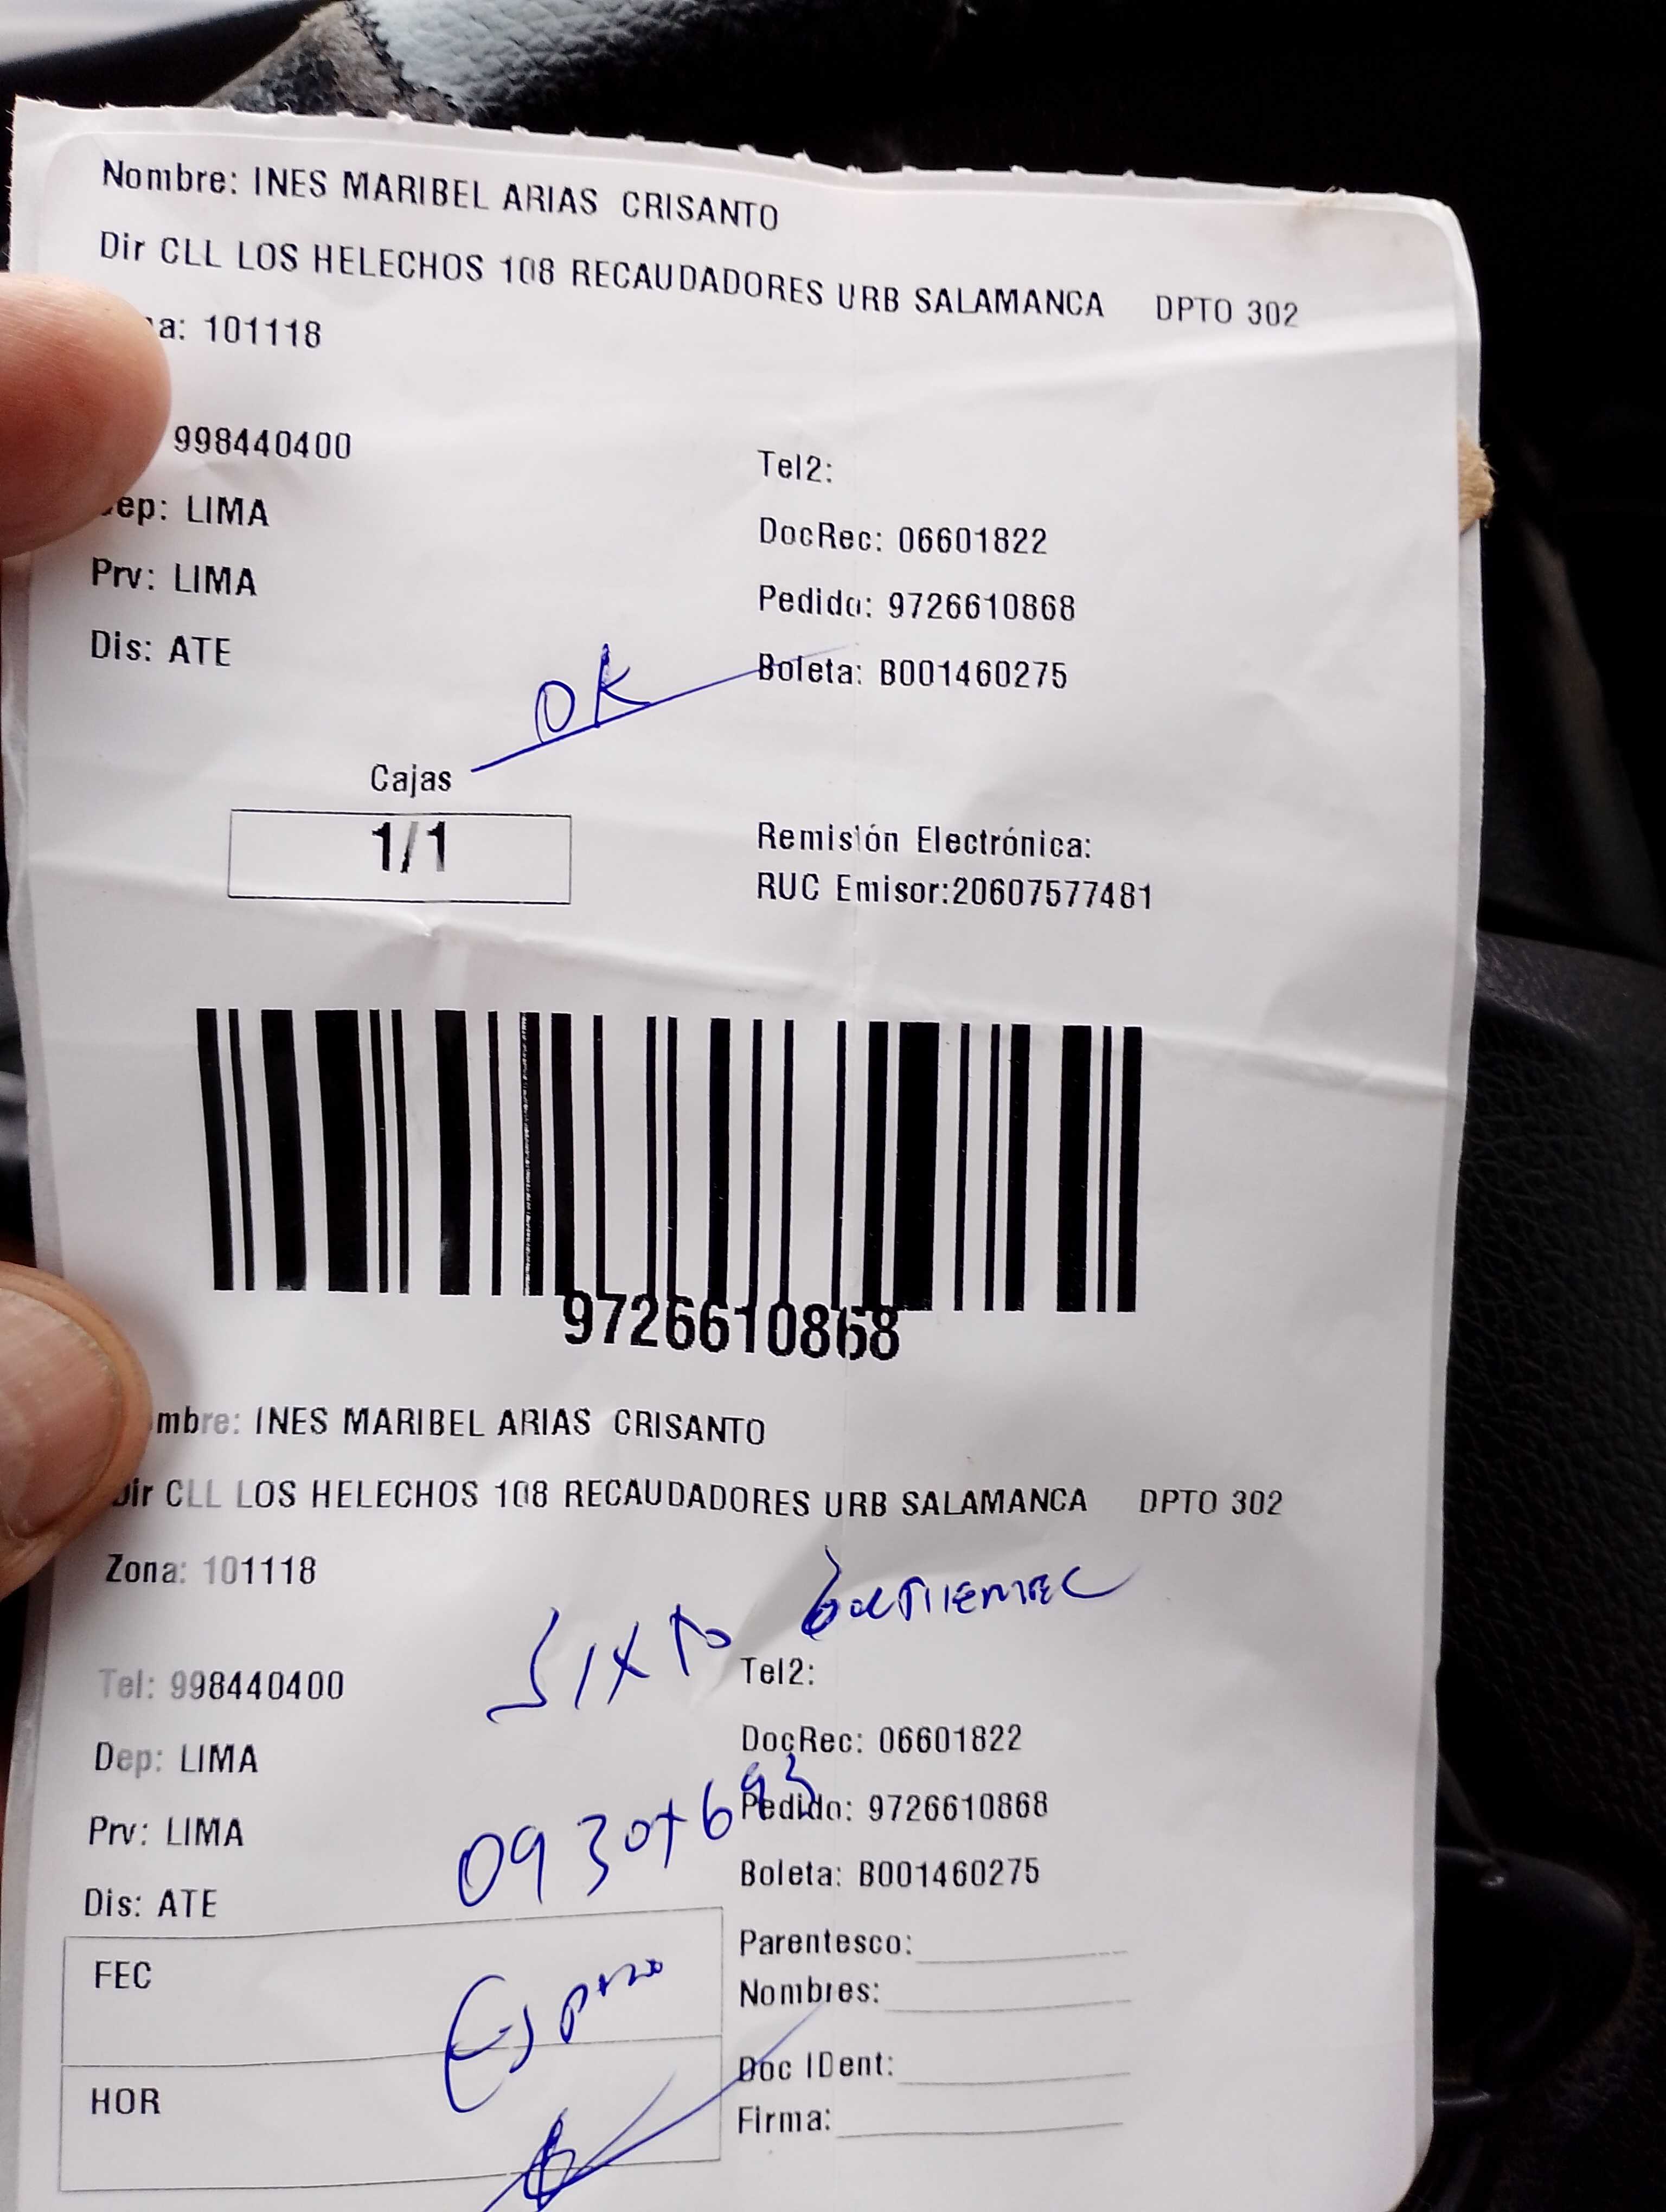 Nombre: INES MARIBEL ARIAS CRISANTO
Dir CLL LOS HELECHOS 108 RECAUDADORES URB SALAMANCA DPTO 302
a: 101118
998440400
Tel2:
ep: LIMA
DocRec: 06601822
Prv: LIMA
Pedido: 9726610868
Dis: ATE
Boleta: B001460275
OK
Cajas
1/1
Remisión Electrónica:
RUC Emisor:20607577481
9726610868
mbre: INES MARIBEL ARIAS CRISANTO
Dir CLL LOS HELECHOS 108 RECAUDADORES URB SALAMANCA DPTO 302
Zona: 101118
SIXTO
Tel: 998440400
Tel2:
Dep: LIMA
DocRec: 06601822
Prv: LIMA
Pedido: 9726610868
Dis: ATE
Boleta: B001460275
FEC
Parentesco:
Nombres:
HOR
Doc IDent:
Firma: